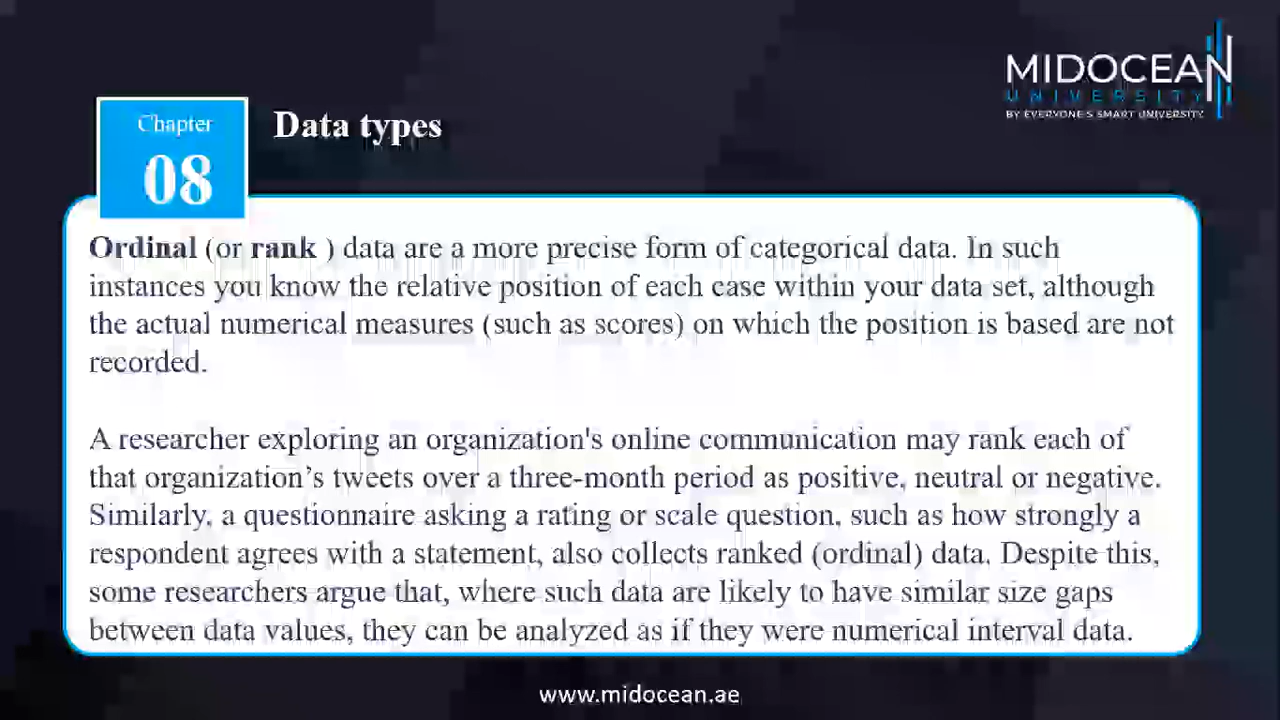 MIDOCEAN
UNIVERSITY
BY EVERYONE'S SMART UNIVERSITY
Chapter
08
Data types
Ordinal (or rank ) data are a more precise form of categorical data. In such
instances you know the relative position of each case within your data set, although
the actual numerical measures (such as scores) on which the position is based are not
recorded.
A researcher exploring an organization's online communication may rank each of
that organization’s tweets over a three-month period as positive, neutral or negative.
Similarly, a questionnaire asking a rating or scale question, such as how strongly a
respondent agrees with a statement, also collects ranked (ordinal) data. Despite this,
some researchers argue that, where such data are likely to have similar size gaps
between data values, they can be analyzed as if they were numerical interval data.
www.midocean.ae